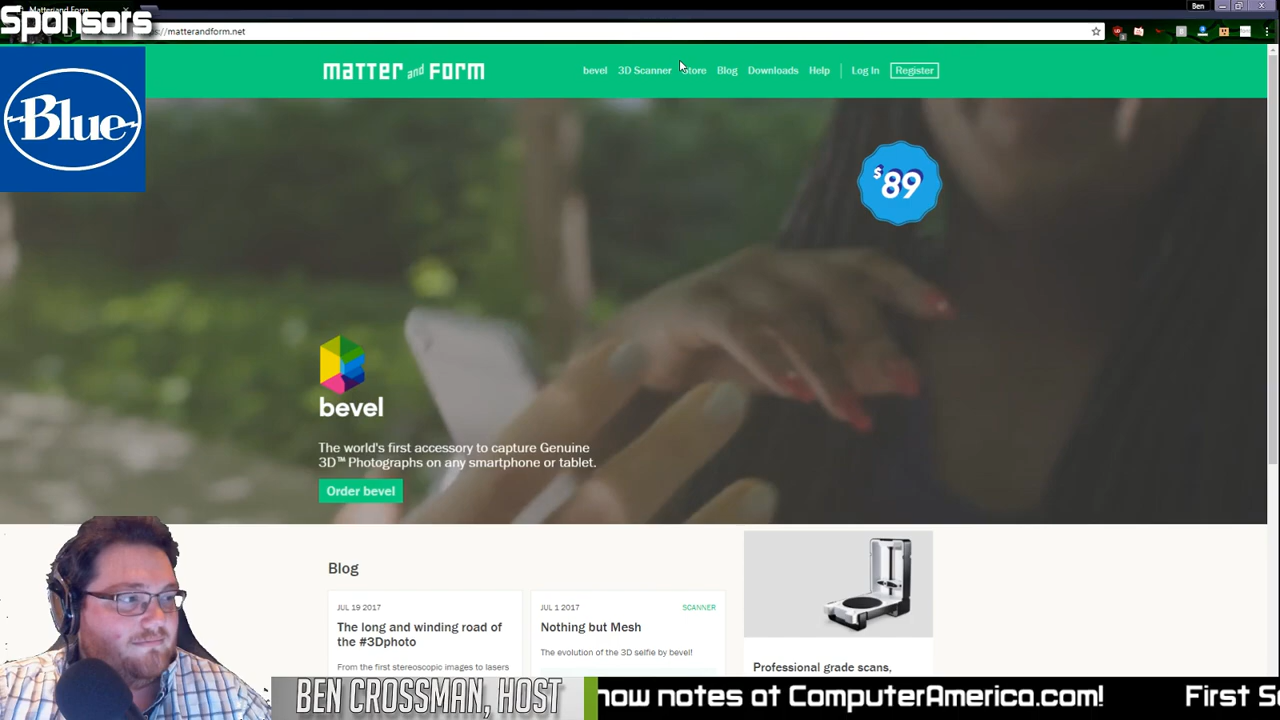 Sponsors
Ben
//matterandform.net
Blue
matter and form
bevel 3D Scanner Store Blog Downloads Help Log In Register
$89
bevel
The world's first accessory to capture Genuine
3D™ Photographs on any smartphone or tablet.
Order bevel
Blog
JUL 19 2017
The long and winding road of
the #3Dphoto
From the first stereoscopic images to lasers
JUL 1 2017 SCANNER
Nothing but Mesh
The evolution of the 3D selfie by bevel!
Professional grade scans,
BEN CROSSMAN, HOST
how notes at ComputerAmerica.com! First S